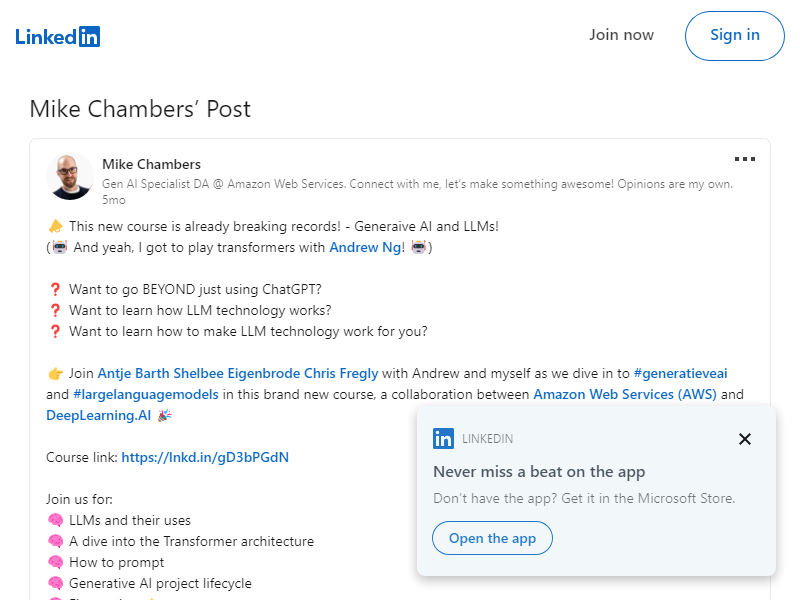 LinkedIn
Join now
Sign in
Mike Chambers’ Post
Mike Chambers
Gen AI Specialist DA @ Amazon Web Services. Connect with me, let’s make something awesome! Opinions are my own.
5mo
📣 This new course is already breaking records! - Generaive AI and LLMs!
(🤖 And yeah, I got to play transformers with Andrew Ng! 🤖)
❓ Want to go BEYOND just using ChatGPT?
❓ Want to learn how LLM technology works?
❓ Want to learn how to make LLM technology work for you?
👉 Join Antje Barth Shelbee Eigenbrode Chris Fregly with Andrew and myself as we dive in to #generatieveai
and #largelanguagemodels in this brand new course, a collaboration between Amazon Web Services (AWS) and
DeepLearning.AI 🎉
Course link: https://lnkd.in/gD3bPGdN
Join us for:
🧠 LLMs and their uses
🧠 A dive into the Transformer architecture
🧠 How to prompt
🧠 Generative AI project lifecycle
LINKEDIN
Never miss a beat on the app
Don’t have the app? Get it in the Microsoft Store.
Open the app